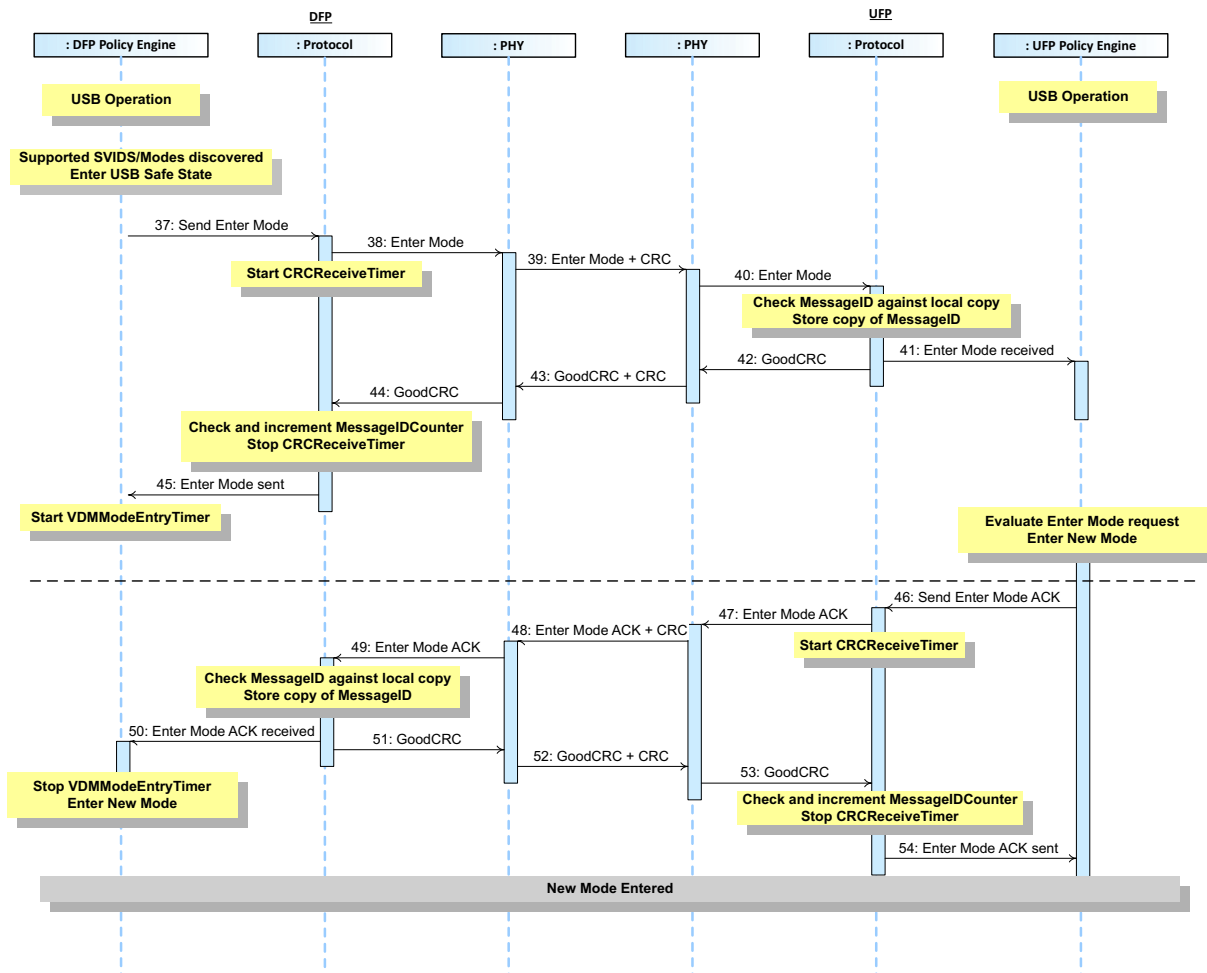 DFP
UFP
: DFP Policy Engine
: Protocol
: PHY
: PHY
: Protocol
: UFP Policy Engine
USB Operation
USB Operation
Supported SVIDS/Modes discovered
Enter USB Safe State
37: Send Enter Mode
38: Enter Mode
Start CRCReceiveTimer
39: Enter Mode + CRC
40: Enter Mode
Check MessageID against local copy
Store copy of MessageID
41: Enter Mode received
42: GoodCRC
43: GoodCRC + CRC
44: GoodCRC
Check and increment MessageIDCounter
Stop CRCReceiveTimer
45: Enter Mode sent
Start VDMModeEntryTimer
Evaluate Enter Mode request
Enter New Mode
46: Send Enter Mode ACK
47: Enter Mode ACK
Start CRCReceiveTimer
48: Enter Mode ACK + CRC
49: Enter Mode ACK
Check MessageID against local copy
Store copy of MessageID
50: Enter Mode ACK received
51: GoodCRC
52: GoodCRC + CRC
53: GoodCRC
Stop VDMModeEntryTimer
Enter New Mode
Check and increment MessageIDCounter
Stop CRCReceiveTimer
54: Enter Mode ACK sent
New Mode Entered